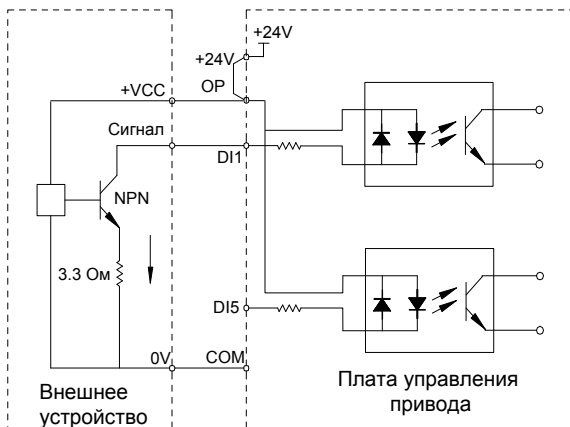 +24V
+24V
+VCC
OP
Сигнал
DI1
NPN
3.3 Ом
DI5
0V
COM
Внешнее
устройство
Плата управления
привода